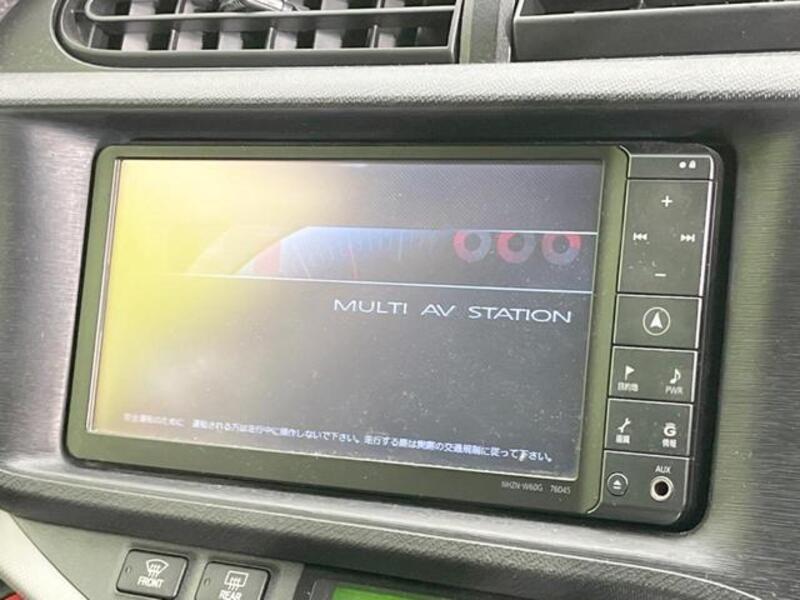 MULTI AV STATION
安全運転のために 運転される方は走行中に操作しないで下さい。走行する際は実際の交通規制に従って下さい。
NHZN-W60G 76045
目的地
PWR
画質
G
情報
AUX
FRONT
REAR